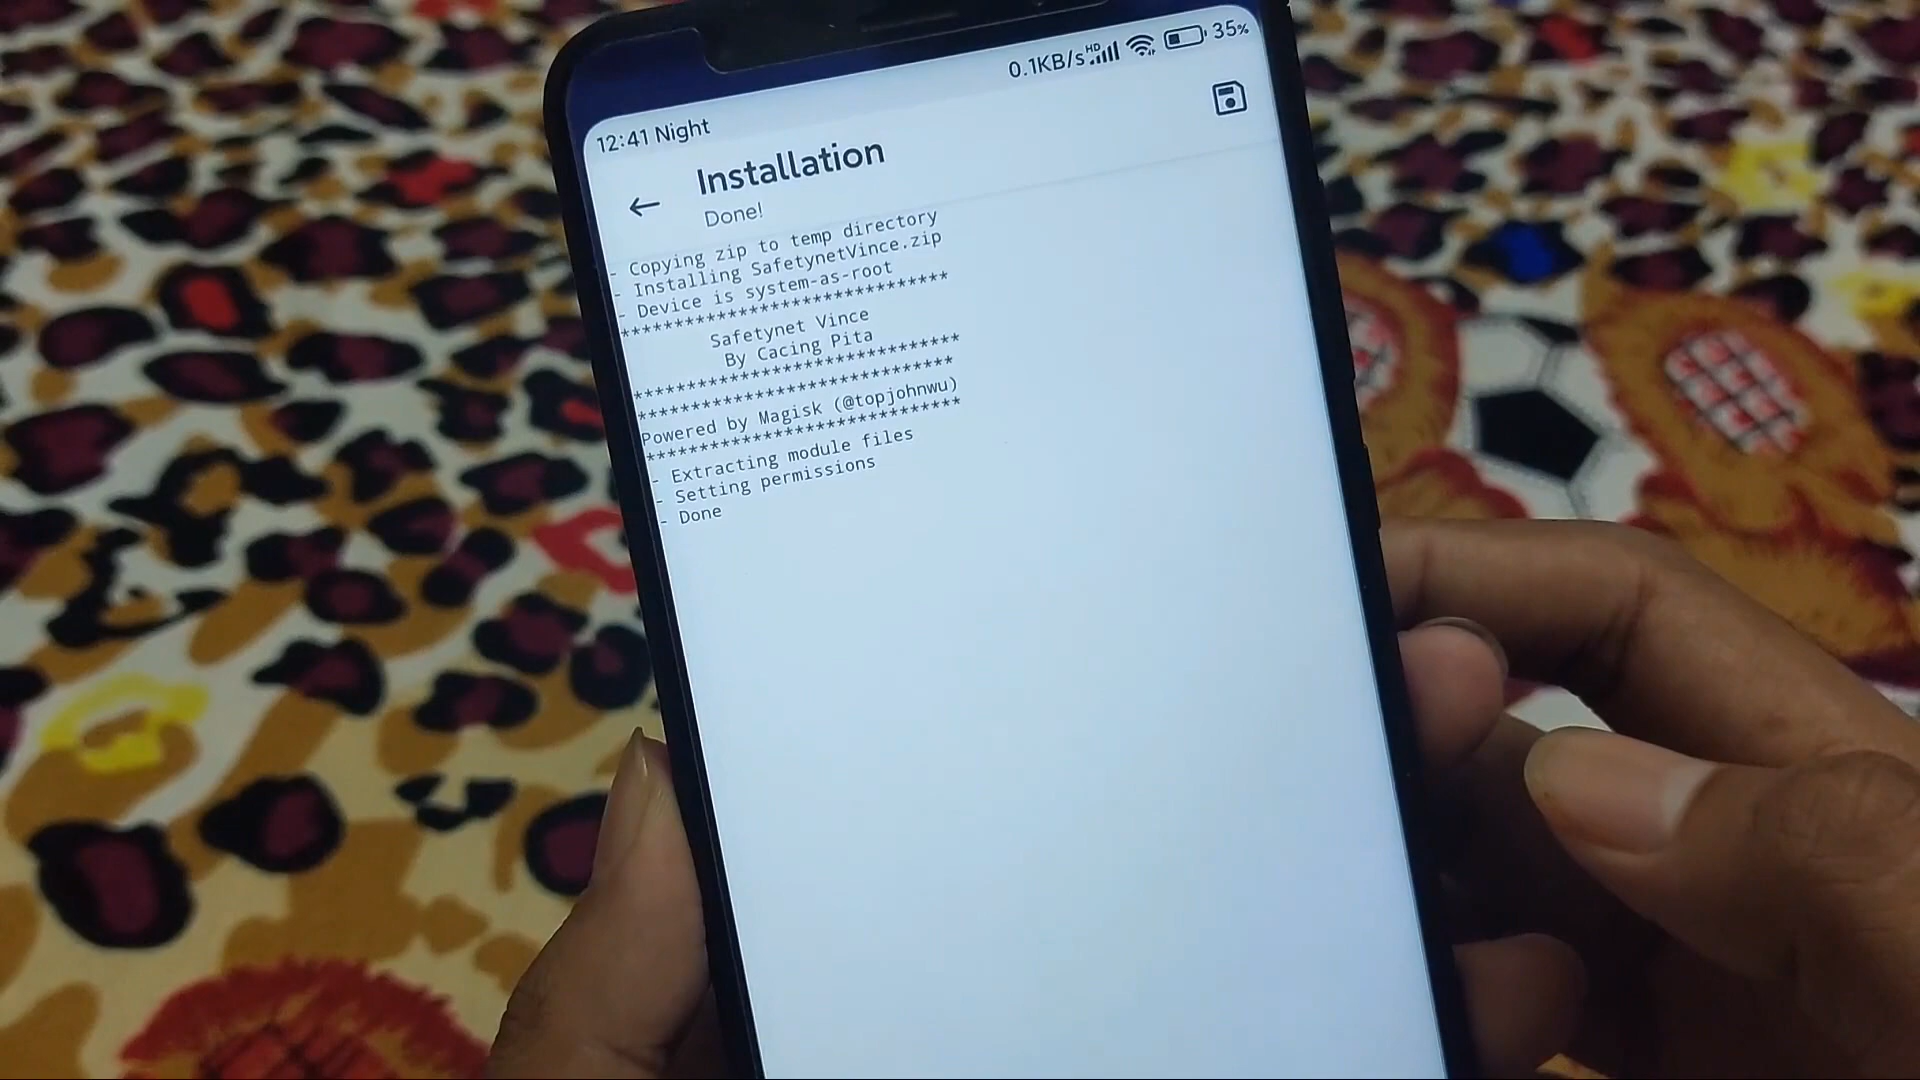 0.1KB/s HD 35%
12:41 Night
Installation
Done!
- Copying zip to temp directory
- Installing SafetynetVince.zip
- Device is system-as-root
******************************
Safetynet Vince
By Cacing Pita
******************************
******************************
Powered by Magisk (@topjohnwu)
******************************
- Extracting module files
- Setting permissions
- Done